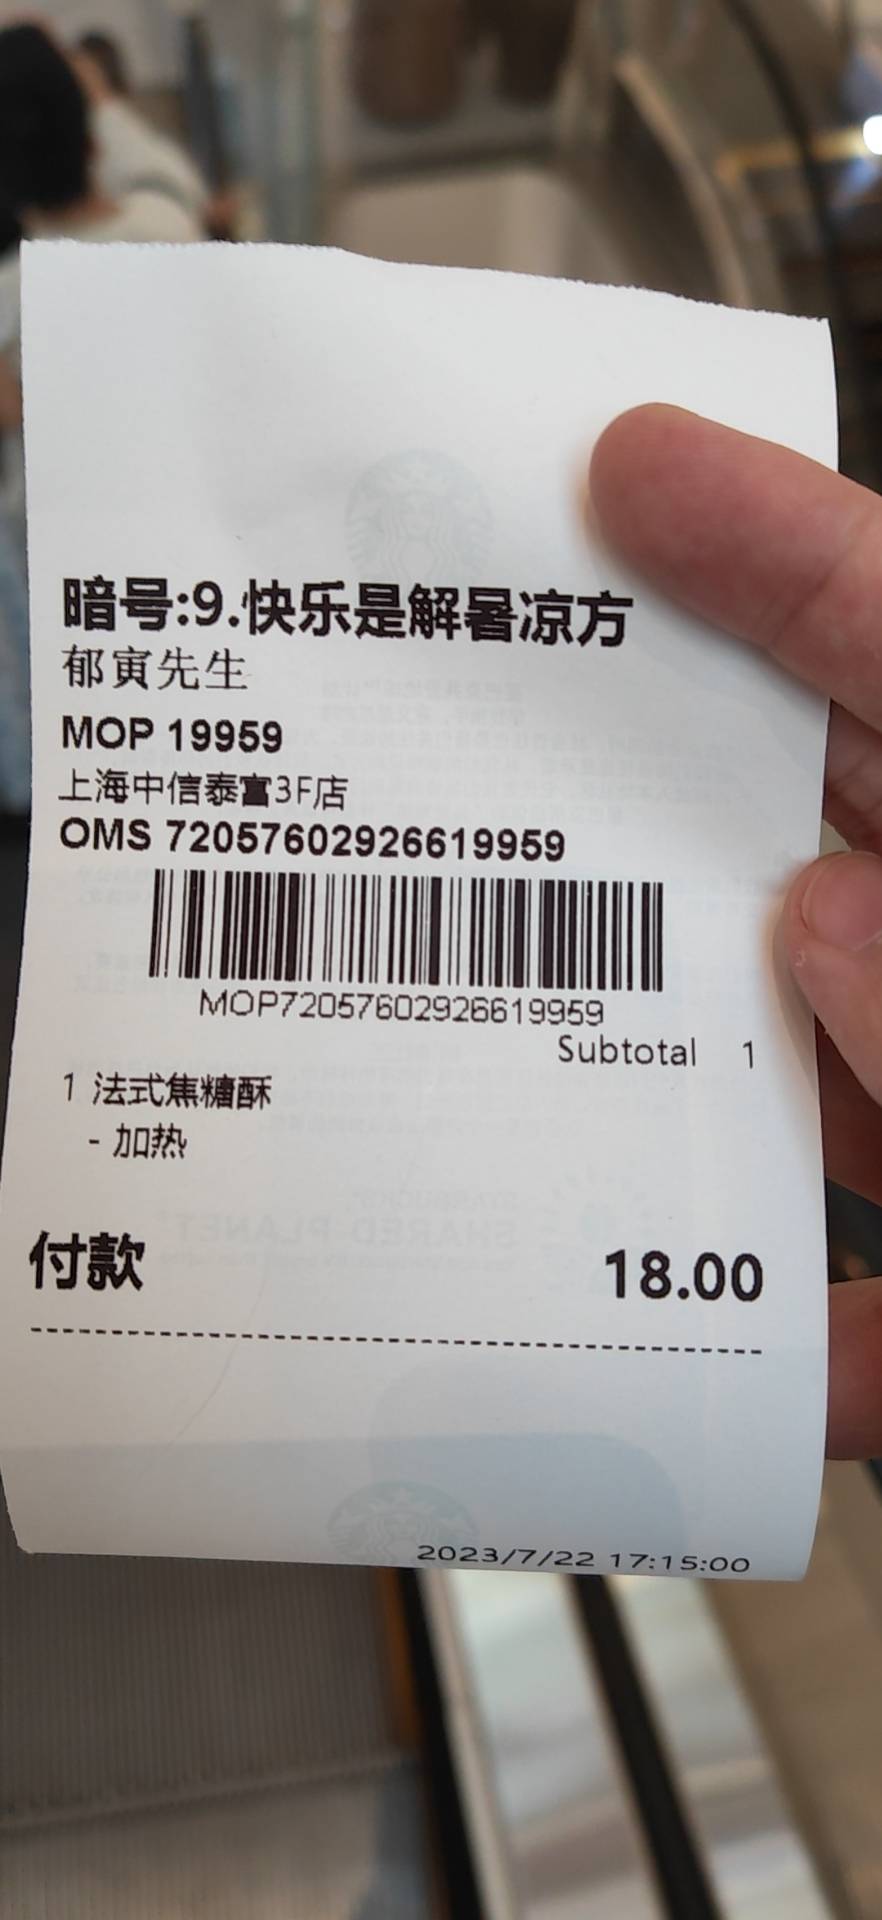 暗号:9.快乐是解暑凉方
郁寅先生
MOP 19959
上海中信泰富3F店
OMS 72057602926619959
MOP72057602926619959
Subtotal 1
1 法式焦糖酥
- 加热
付款 18.00
2023/7/22 17:15:00